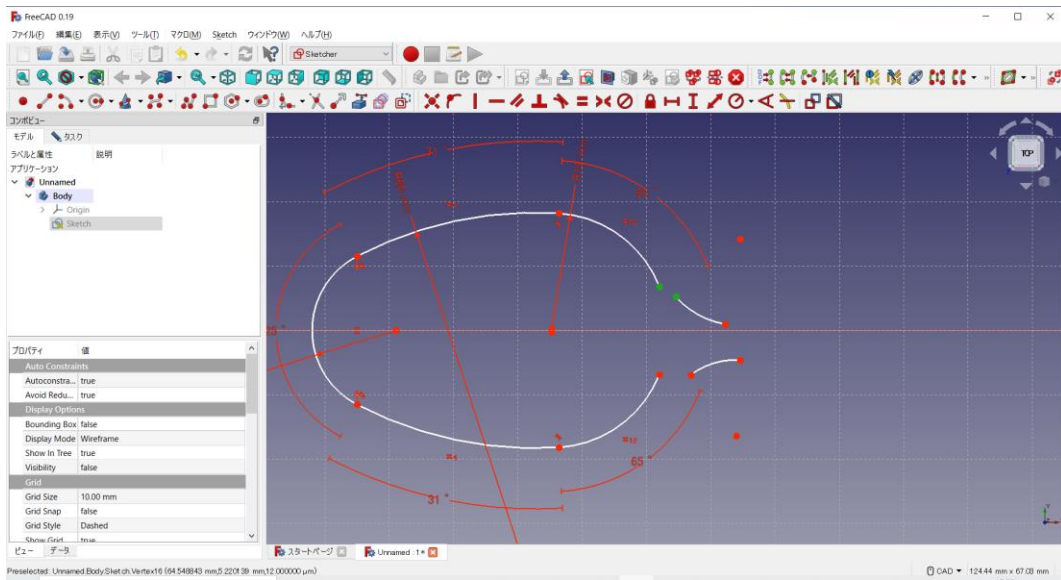 FreeCAD 0.19
ファイル(F) 編集(E) 表示(V) ツール(T) マクロ(M) Sketch ウィンドウ(W) ヘルプ(H)
Sketcher
コンボビュー
モデル タスク
ラベルと属性 説明
アプリケーション
Unnamed
Body
Origin
Sketch
プロパティ 値
Auto Constraints
Autoconstra... true
Avoid Redu... true
Display Options
Bounding Box false
Display Mode Wireframe
Show In Tree true
Visibility false
Grid
Grid Size 10.00 mm
Grid Snap false
Grid Style Dashed
Show Grid true
ビュー データ
TOP
25 °
65 °
31 °
スタートページ Unnamed : 1*
Preselected: Unnamed.Body.Sketch.Vertex16 (64.548843 mm,5.220139 mm,12.000000 μm)
CAD 124.44 mm x 67.03 mm